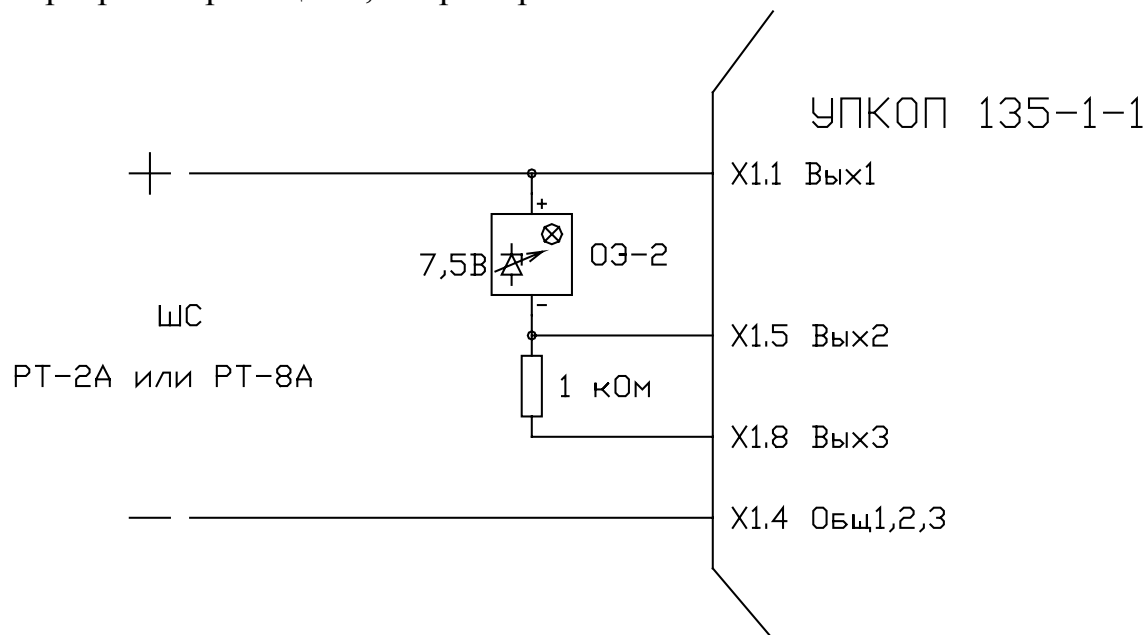 УПКОП 135-1-1
X1.1 Вых1
+
7,5В
ОЭ-2
−
ШС
X1.5 Вых2
РТ-2А или РТ-8А
1 кОм
X1.8 Вых3
X1.4 Общ1,2,3